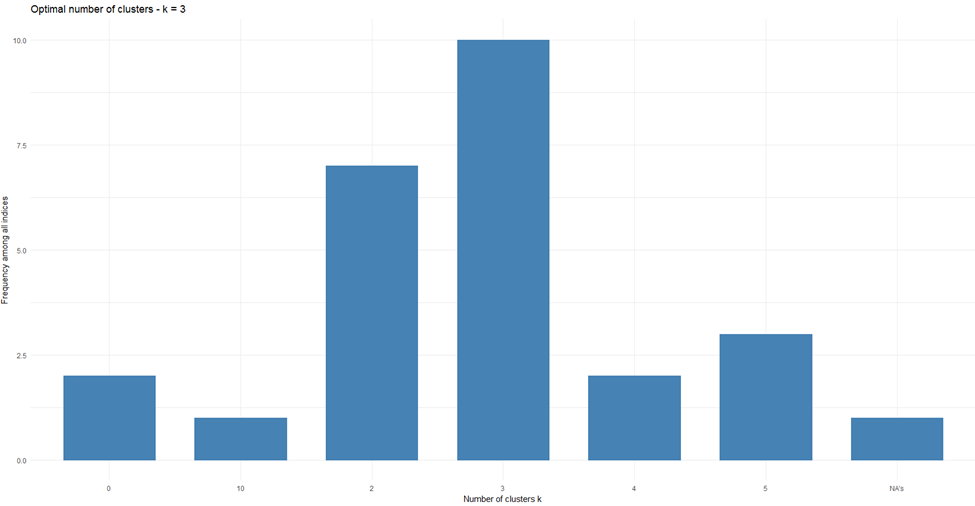 Optimal number of clusters - k = 3
10.0
7.5
5.0
2.5
0.0
Frequency among all indices
0 10 2 3 4 5 NA's
Number of clusters k